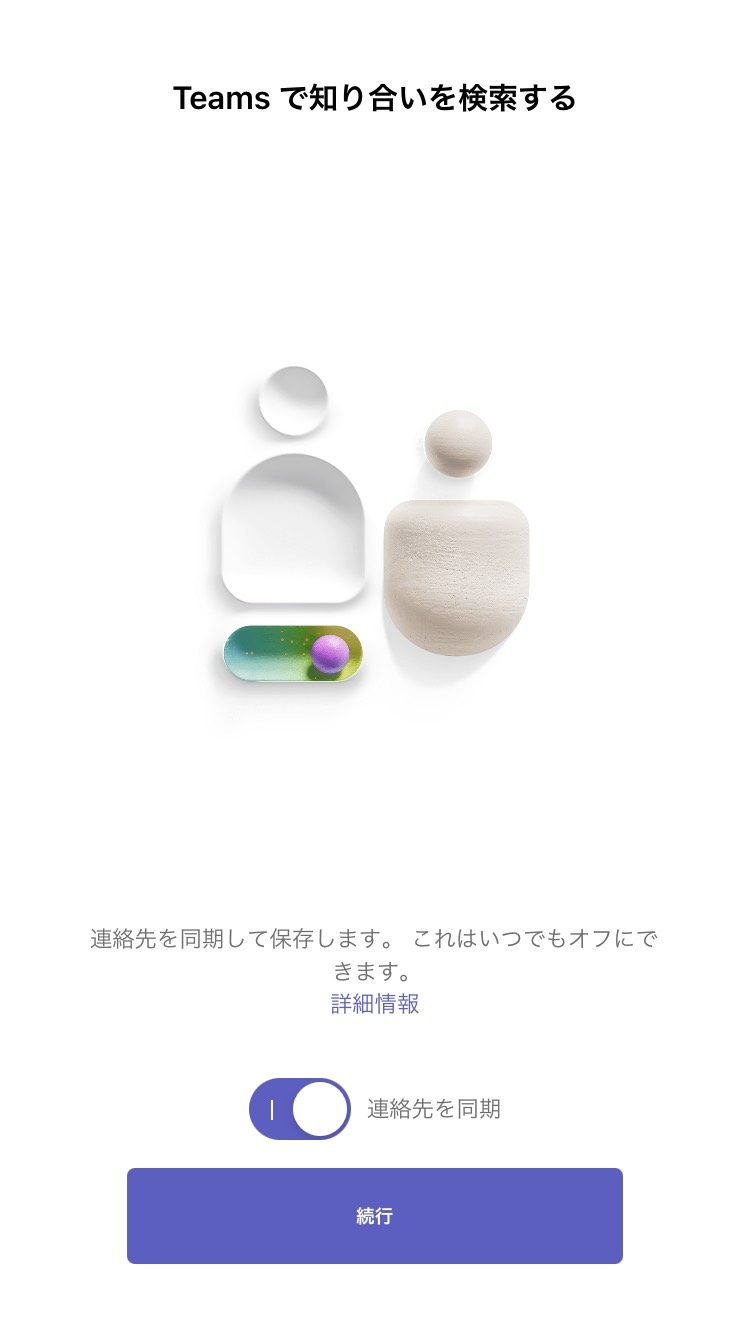 Teams で知り合いを検索する
連絡先を同期して保存します。 これはいつでもオフにで
きます。
詳細情報
連絡先を同期
続行